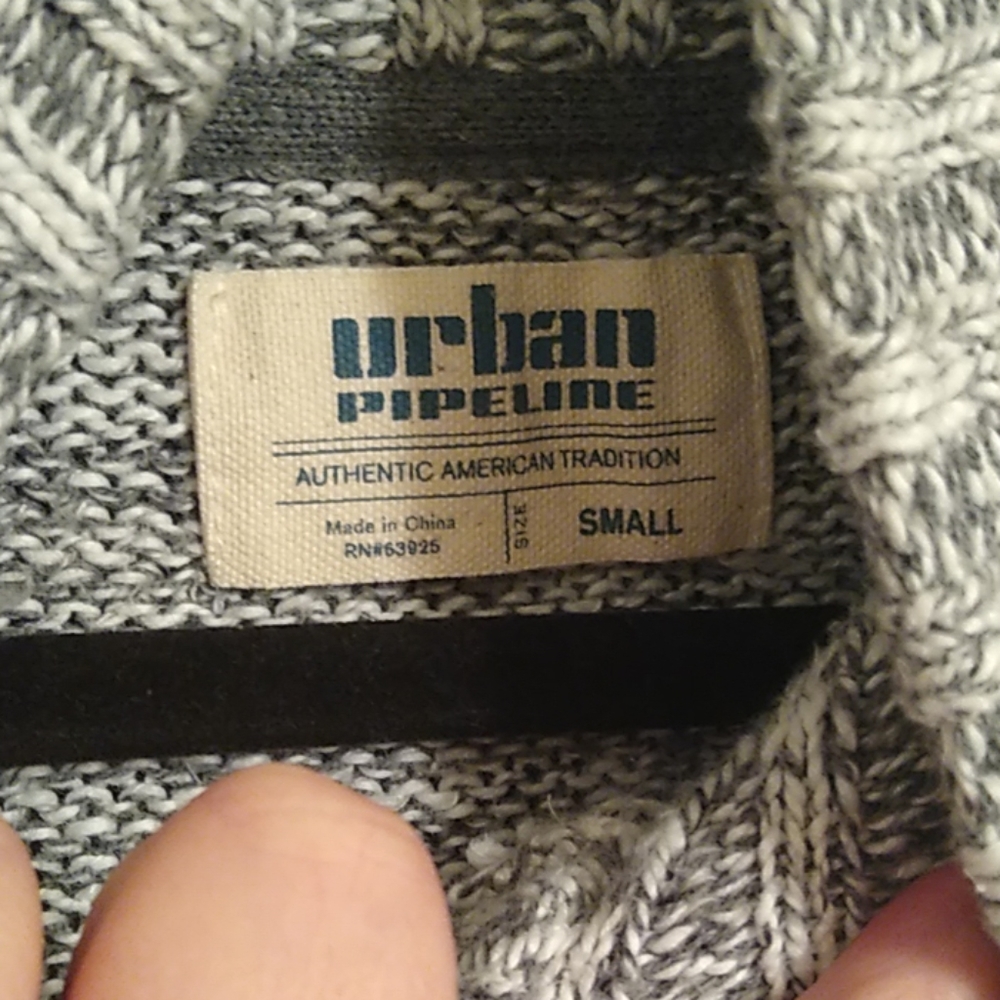 urban
PIPELINE
AUTHENTIC AMERICAN TRADITION
Made in China
RN#63925
SIZE
SMALL